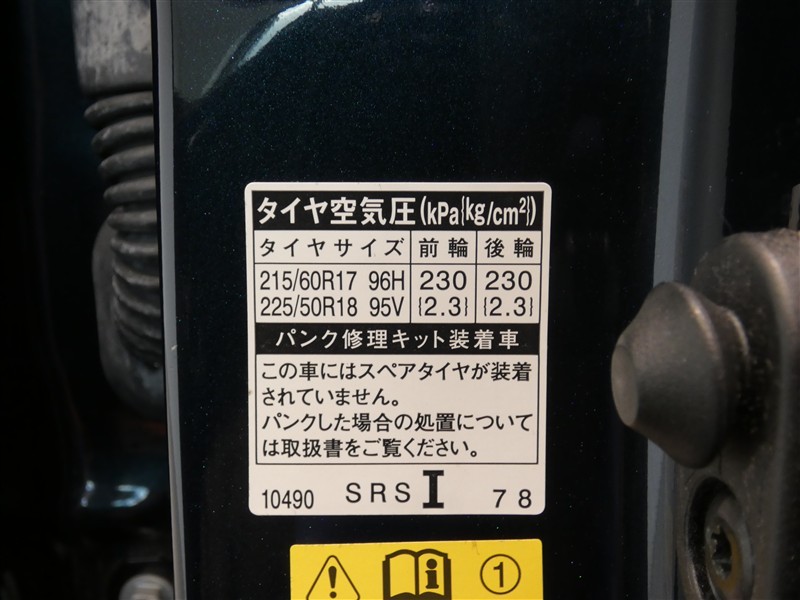 タイヤ空気圧(kPa{kg/cm²})
タイヤサイズ 前輪 後輪
215/60R17 96H 230 230
225/50R18 95V {2.3} {2.3}
パンク修理キット装着車
この車にはスペアタイヤが装着
されていません。
パンクした場合の処置について
は取扱書をご覧ください。
10490 SRS I 78
! i 1